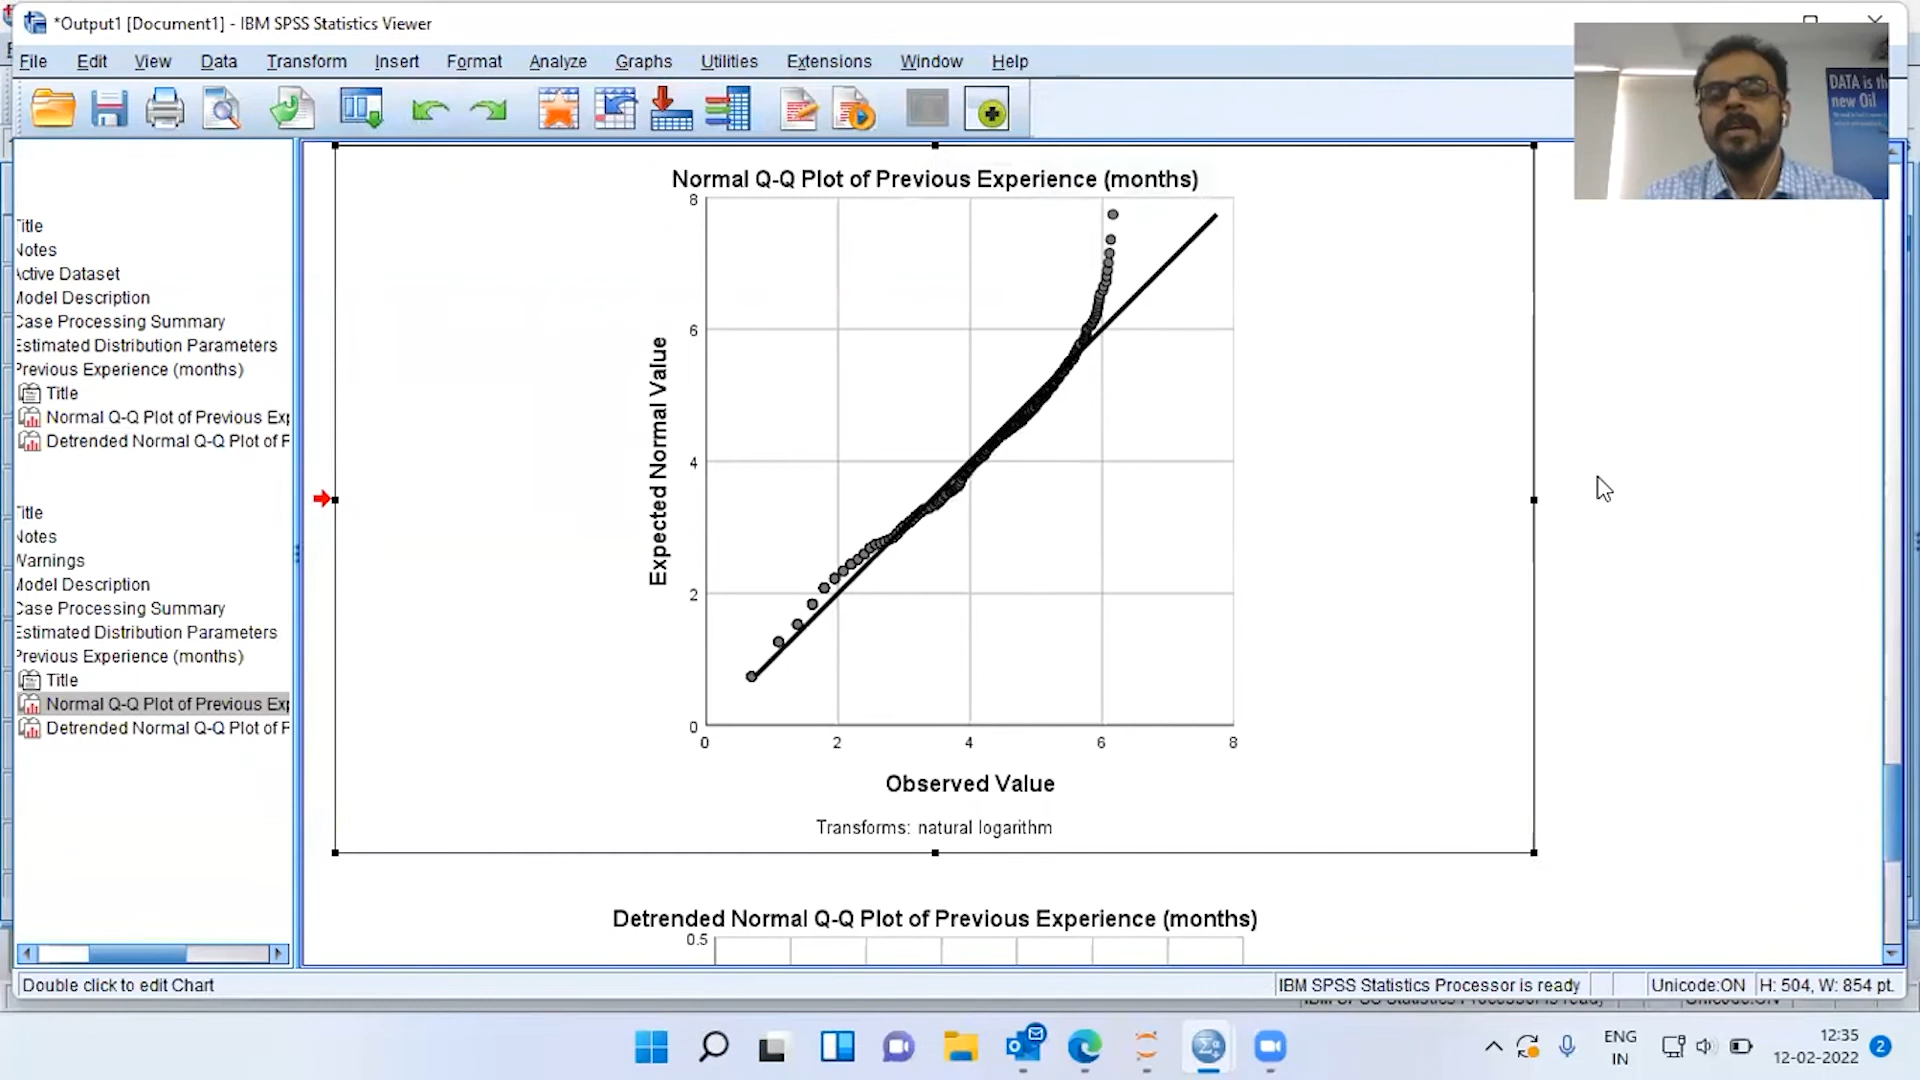 *Output1 [Document1] - IBM SPSS Statistics Viewer
File Edit View Data Transform Insert Format Analyze Graphs Utilities Extensions Window Help
DATA is th
new Oil
Title
Notes
Active Dataset
Model Description
Case Processing Summary
Estimated Distribution Parameters
Previous Experience (months)
Title
Normal Q-Q Plot of Previous Exp
Detrended Normal Q-Q Plot of P
Title
Notes
Warnings
Model Description
Case Processing Summary
Estimated Distribution Parameters
Previous Experience (months)
Title
Normal Q-Q Plot of Previous Exp
Detrended Normal Q-Q Plot of P
Normal Q-Q Plot of Previous Experience (months)
Expected Normal Value
8
6
4
2
0
0 2 4 6 8
Observed Value
Transforms: natural logarithm
Detrended Normal Q-Q Plot of Previous Experience (months)
0.5
Double click to edit Chart
IBM SPSS Statistics Processor is ready
Unicode:ON
H: 504, W: 854 pt.
ENG
IN
12:35
12-02-2022
2